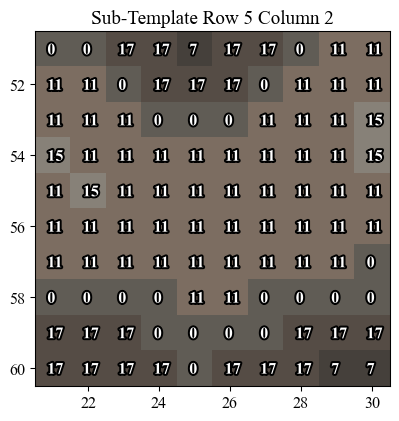 Sub-Template Row 5 Column 2
0 0 17 17 7 17 17 0 11 11
52 11 11 0 17 17 17 0 11 11 11
11 11 11 0 0 0 11 11 11 15
54 15 11 11 11 11 11 11 11 11 15
11 15 11 11 11 11 11 11 11 11
56 11 11 11 11 11 11 11 11 11 11
11 11 11 11 11 11 11 11 11 0
58 0 0 0 0 11 11 0 0 0 0
17 17 17 0 0 0 0 17 17 17
60 17 17 17 17 0 17 17 17 7 7
22 24 26 28 30